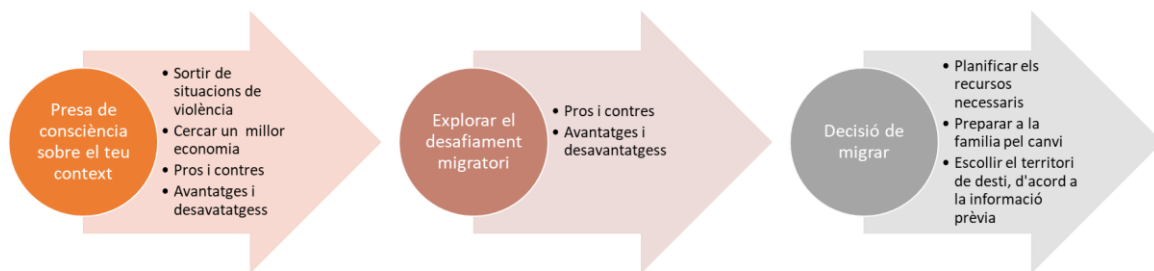 Presa de
consciència
sobre el teu
context
• Sortir de
situacions de
violència
• Cercar un millor
economia
• Pros i contres
• Avantatges i
desavatatgess
Explorar el
desafiament
migratori
• Pros i contres
• Avantatges i
desavantatgess
Decisió de
migrar
• Planificar els
recursos
necessaris
• Preparar a la
familia pel canvi
• Escollir el territori
de desti, d'acord a
la informació
prèvia